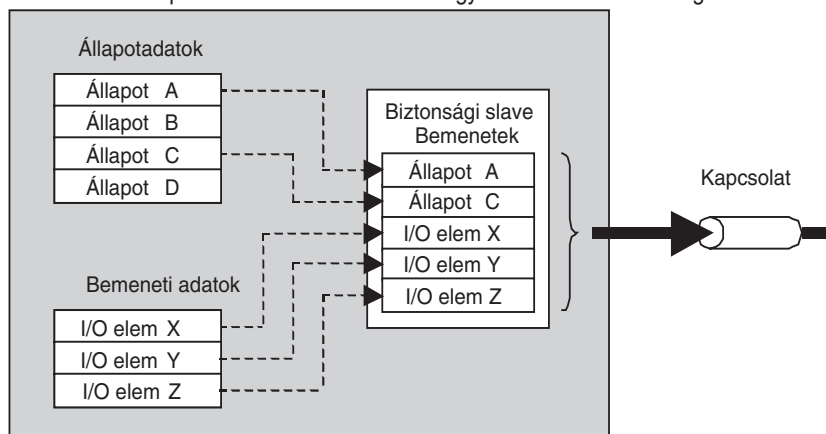 Állapotadatok
Állapot A
Állapot B
Állapot C
Állapot D
Bemeneti adatok
I/O elem X
I/O elem Y
I/O elem Z
Biztonsági slave
Bemenetek
Állapot A
Állapot C
I/O elem X
I/O elem Y
I/O elem Z
Kapcsolat